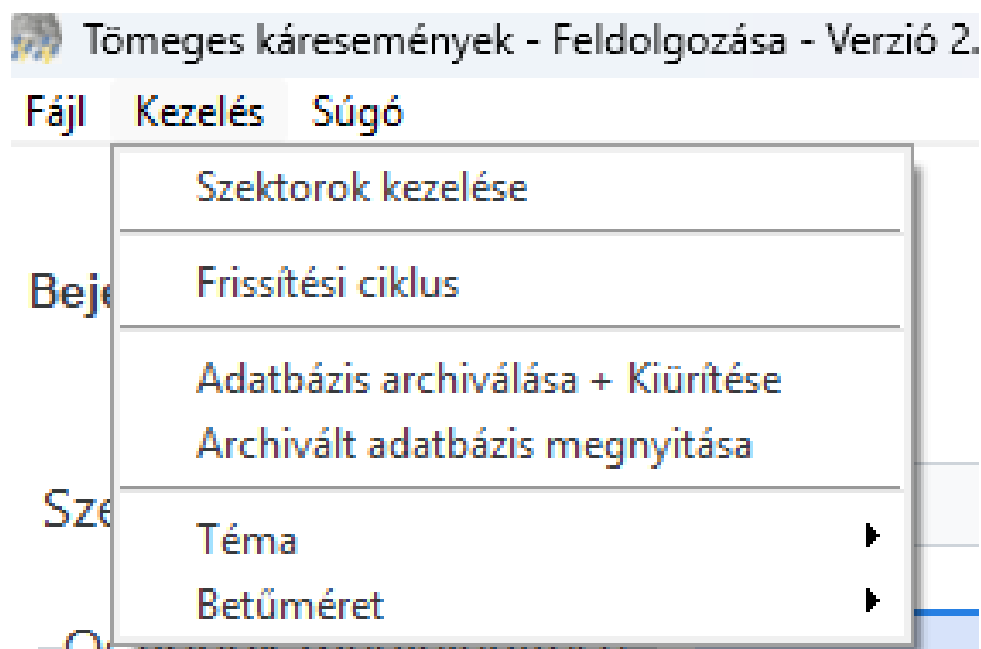 Tömeges káresemények - Feldolgozása - Verzió 2.
Fájl Kezelés Súgó
Szektorok kezelése
Frissítési ciklus
Adatbázis archiválása + Kiürítése
Archivált adatbázis megnyitása
Téma
Betűméret